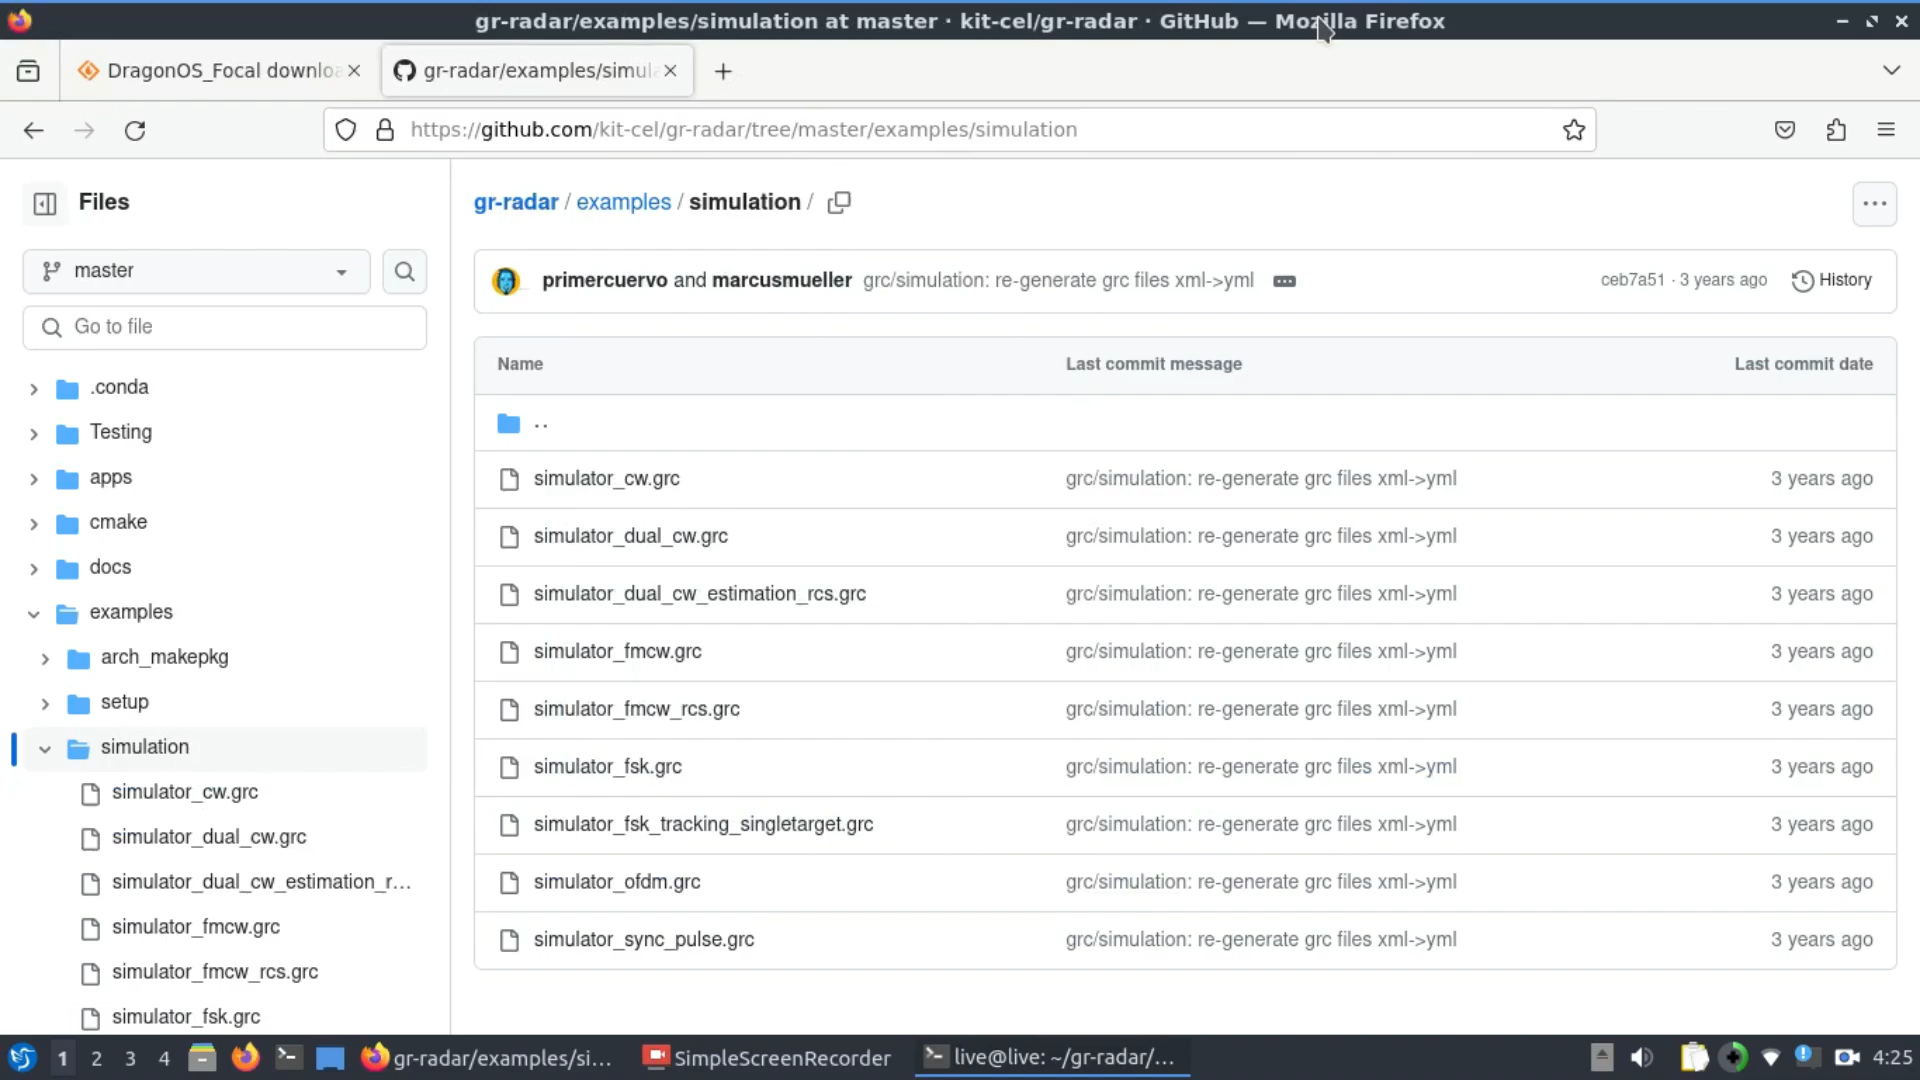 gr-radar/examples/simulation at master · kit-cel/gr-radar · GitHub — Mozilla Firefox
DragonOS_Focal downlo
gr-radar/examples/simul
https://github.com/kit-cel/gr-radar/tree/master/examples/simulation
Files
master
Go to file
.conda
Testing
apps
cmake
docs
examples
arch_makepkg
setup
simulation
simulator_cw.grc
simulator_dual_cw.grc
simulator_dual_cw_estimation_r...
simulator_fmcw.grc
simulator_fmcw_rcs.grc
simulator_fsk.grc
gr-radar / examples / simulation /
primercuervo and marcusmueller grc/simulation: re-generate grc files xml->yml
ceb7a51 · 3 years ago History
Name Last commit message Last commit date
..
simulator_cw.grc grc/simulation: re-generate grc files xml->yml 3 years ago
simulator_dual_cw.grc grc/simulation: re-generate grc files xml->yml 3 years ago
simulator_dual_cw_estimation_rcs.grc grc/simulation: re-generate grc files xml->yml 3 years ago
simulator_fmcw.grc grc/simulation: re-generate grc files xml->yml 3 years ago
simulator_fmcw_rcs.grc grc/simulation: re-generate grc files xml->yml 3 years ago
simulator_fsk.grc grc/simulation: re-generate grc files xml->yml 3 years ago
simulator_fsk_tracking_singletarget.grc grc/simulation: re-generate grc files xml->yml 3 years ago
simulator_ofdm.grc grc/simulation: re-generate grc files xml->yml 3 years ago
simulator_sync_pulse.grc grc/simulation: re-generate grc files xml->yml 3 years ago
1 2 3 4 gr-radar/examples/si... SimpleScreenRecorder live@live: ~/gr-radar/... 4:25